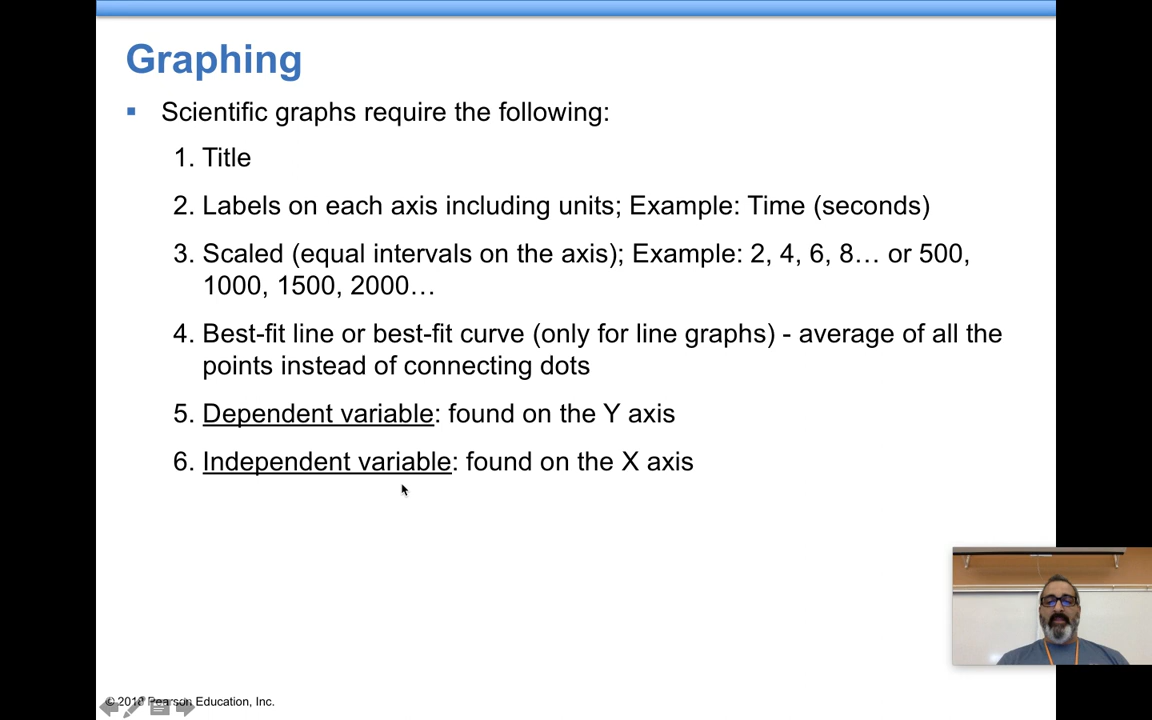 Graphing
▪ Scientific graphs require the following:
1. Title
2. Labels on each axis including units; Example: Time (seconds)
3. Scaled (equal intervals on the axis); Example: 2, 4, 6, 8… or 500,
1000, 1500, 2000…
4. Best-fit line or best-fit curve (only for line graphs) - average of all the
points instead of connecting dots
5. Dependent variable: found on the Y axis
6. Independent variable: found on the X axis
© 2018 Pearson Education, Inc.